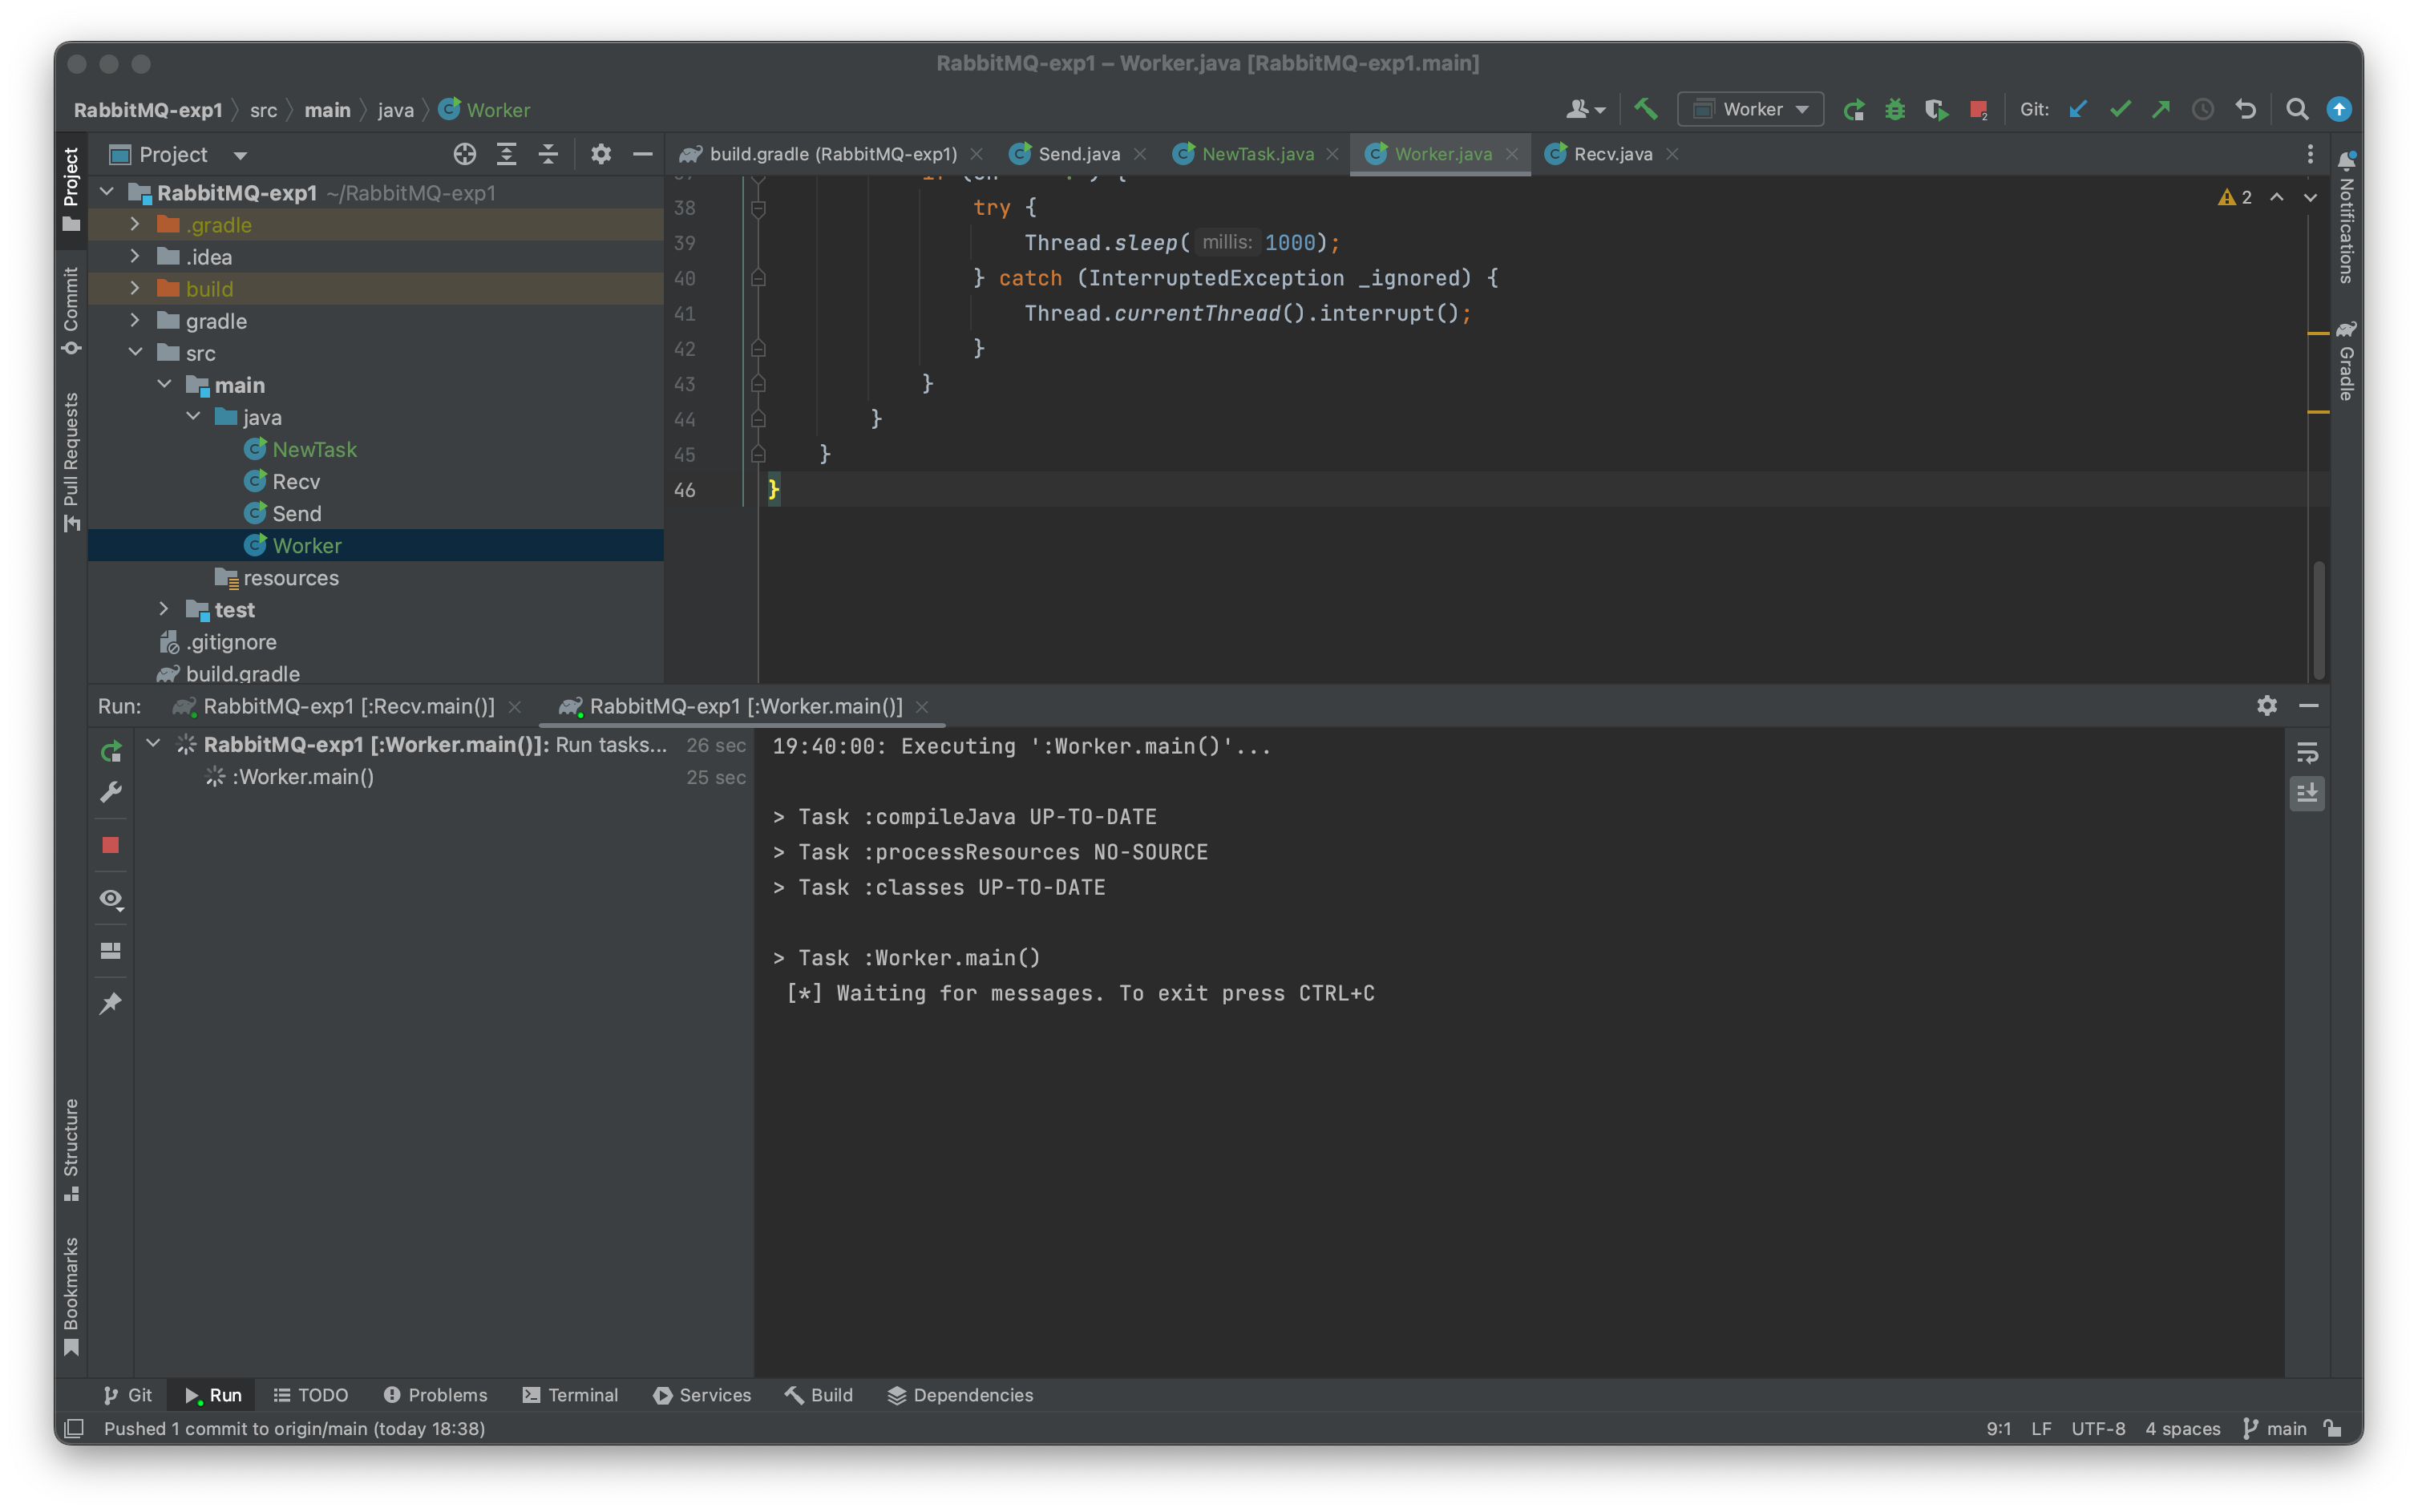 RabbitMQ-exp1 – Worker.java [RabbitMQ-exp1.main]
RabbitMQ-exp1 src main java Worker
Worker Git:
Project
build.gradle (RabbitMQ-exp1) Send.java NewTask.java Worker.java Recv.java
Project
Commit
Pull Requests
Structure
Bookmarks
Notifications
Gradle
RabbitMQ-exp1 ~/RabbitMQ-exp1
.gradle
.idea
build
gradle
src
main
java
NewTask
Recv
Send
Worker
resources
test
.gitignore
build.gradle
2
38 try {
39 Thread.sleep( millis: 1000);
40 } catch (InterruptedException _ignored) {
41 Thread.currentThread().interrupt();
42 }
43 }
44 }
45 }
46 }
Run: RabbitMQ-exp1 [:Recv.main()] RabbitMQ-exp1 [:Worker.main()]
RabbitMQ-exp1 [:Worker.main()]: Run tasks... 26 sec
:Worker.main() 25 sec
19:40:00: Executing ':Worker.main()'...
> Task :compileJava UP-TO-DATE
> Task :processResources NO-SOURCE
> Task :classes UP-TO-DATE
> Task :Worker.main()
[*] Waiting for messages. To exit press CTRL+C
Git Run TODO Problems Terminal Services Build Dependencies
Pushed 1 commit to origin/main (today 18:38)
9:1 LF UTF-8 4 spaces main